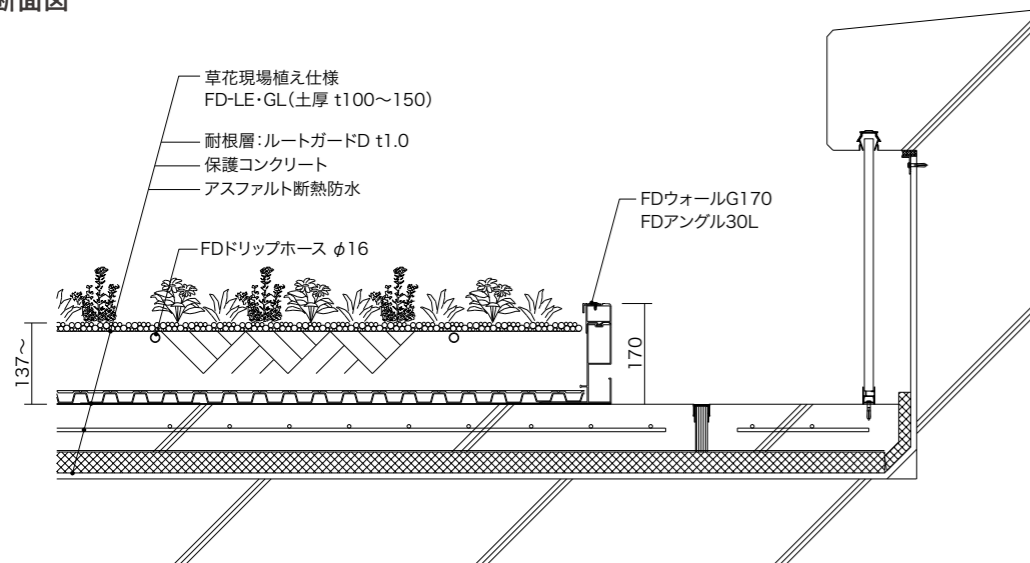 断面図
草花現場植え仕様
FD-LE・GL(土厚 t100〜150)
耐根層:ルートガードD t1.0
保護コンクリート
アスファルト断熱防水
FDドリップホース φ16
FDウォールG170
FDアングル30L
137〜
170